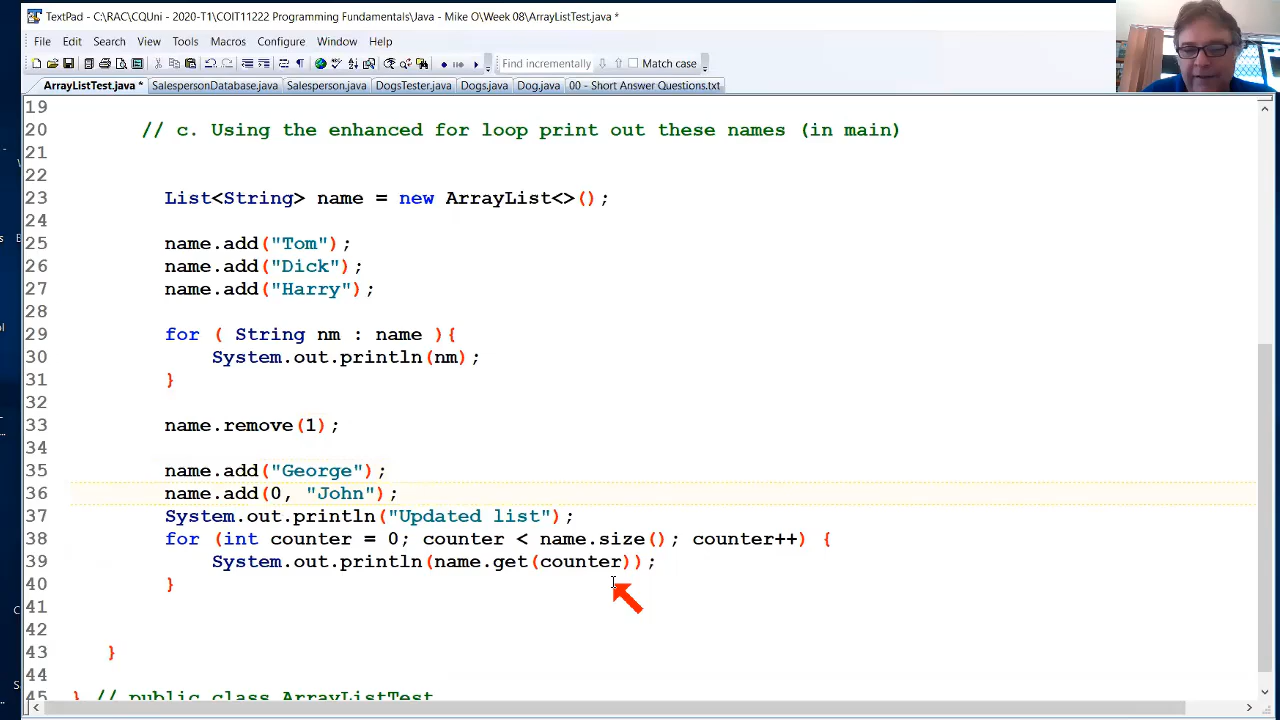 TextPad - C:\RAC\CQUni - 2020-T1\COIT11222 Programming Fundamentals\Java - Mike O\Week 08\ArrayListTest.java *
File Edit Search View Tools Macros Configure Window Help
Find incrementally Match case
ArrayListTest.java * SalespersonDatabase.java Salesperson.java DogsTester.java Dogs.java Dog.java 00 - Short Answer Questions.txt
19
20 // c. Using the enhanced for loop print out these names (in main)
21
22
23 List<String> name = new ArrayList<>();
24
25 name.add("Tom");
26 name.add("Dick");
27 name.add("Harry");
28
29 for ( String nm : name ){
30 System.out.println(nm);
31 }
32
33 name.remove(1);
34
35 name.add("George");
36 name.add(0, "John");
37 System.out.println("Updated list");
38 for (int counter = 0; counter < name.size(); counter++) {
39 System.out.println(name.get(counter));
40 }
41
42
43 }
44
45 } // public class ArrayListTest